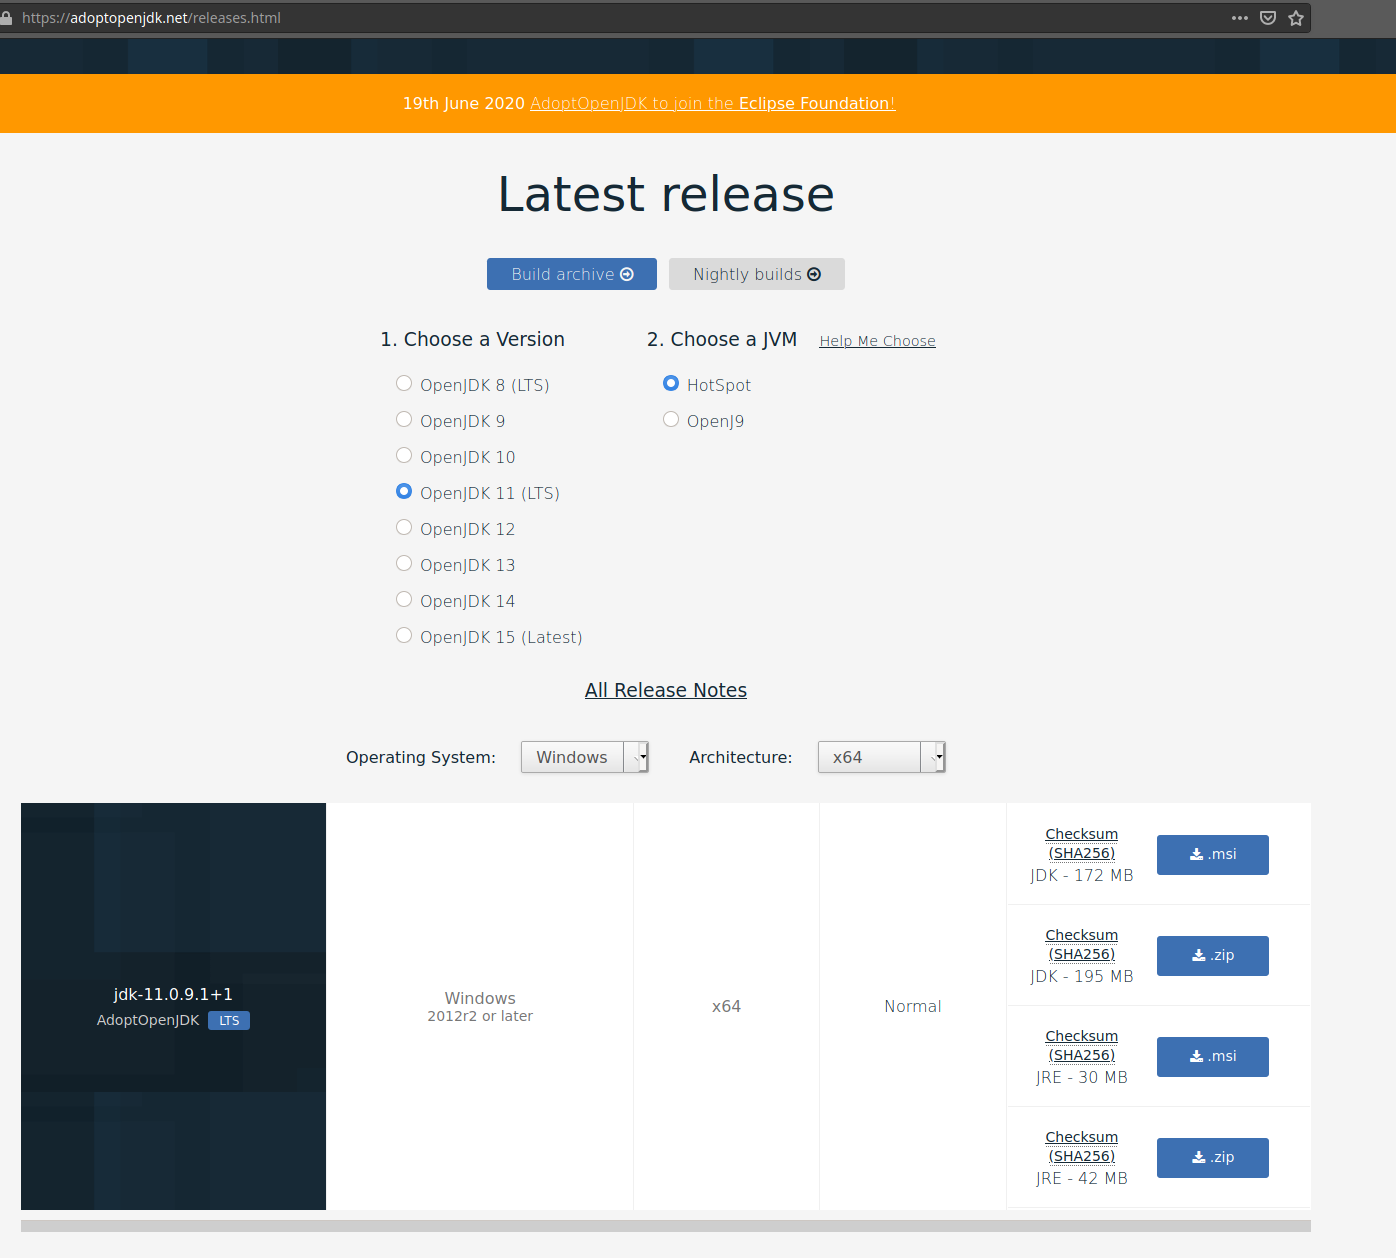 https://adoptopenjdk.net/releases.html
19th June 2020 AdoptOpenJDK to join the Eclipse Foundation!
Latest release
Build archive
Nightly builds
1. Choose a Version
OpenJDK 8 (LTS)
OpenJDK 9
OpenJDK 10
OpenJDK 11 (LTS)
OpenJDK 12
OpenJDK 13
OpenJDK 14
OpenJDK 15 (Latest)
2. Choose a JVM Help Me Choose
HotSpot
OpenJ9
All Release Notes
Operating System: Windows Architecture: x64
jdk-11.0.9.1+1
AdoptOpenJDK LTS
Windows
2012r2 or later
x64
Normal
Checksum
(SHA256)
JDK - 172 MB
.msi
Checksum
(SHA256)
JDK - 195 MB
.zip
Checksum
(SHA256)
JRE - 30 MB
.msi
Checksum
(SHA256)
JRE - 42 MB
.zip